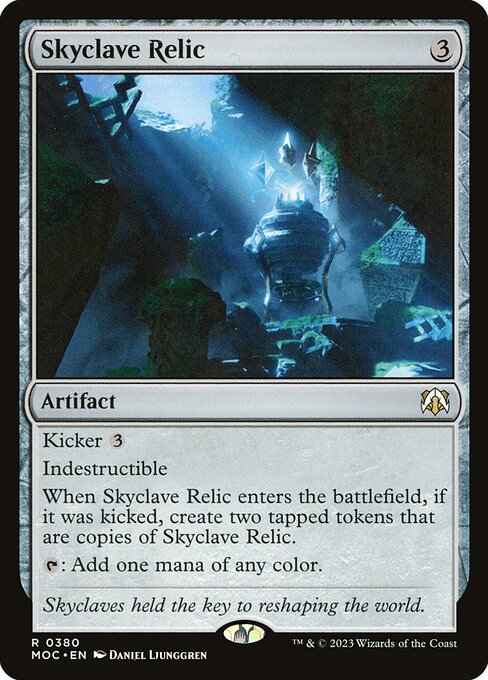 Skyclave Relic 3
Artifact
Kicker 3
Indestructible
When Skyclave Relic enters the battlefield, if
it was kicked, create two tapped tokens that
are copies of Skyclave Relic.
: Add one mana of any color.
Skyclaves held the key to reshaping the world.
R 0380
MOC • EN Daniel Ljunggren
™ & © 2023 Wizards of the Coast